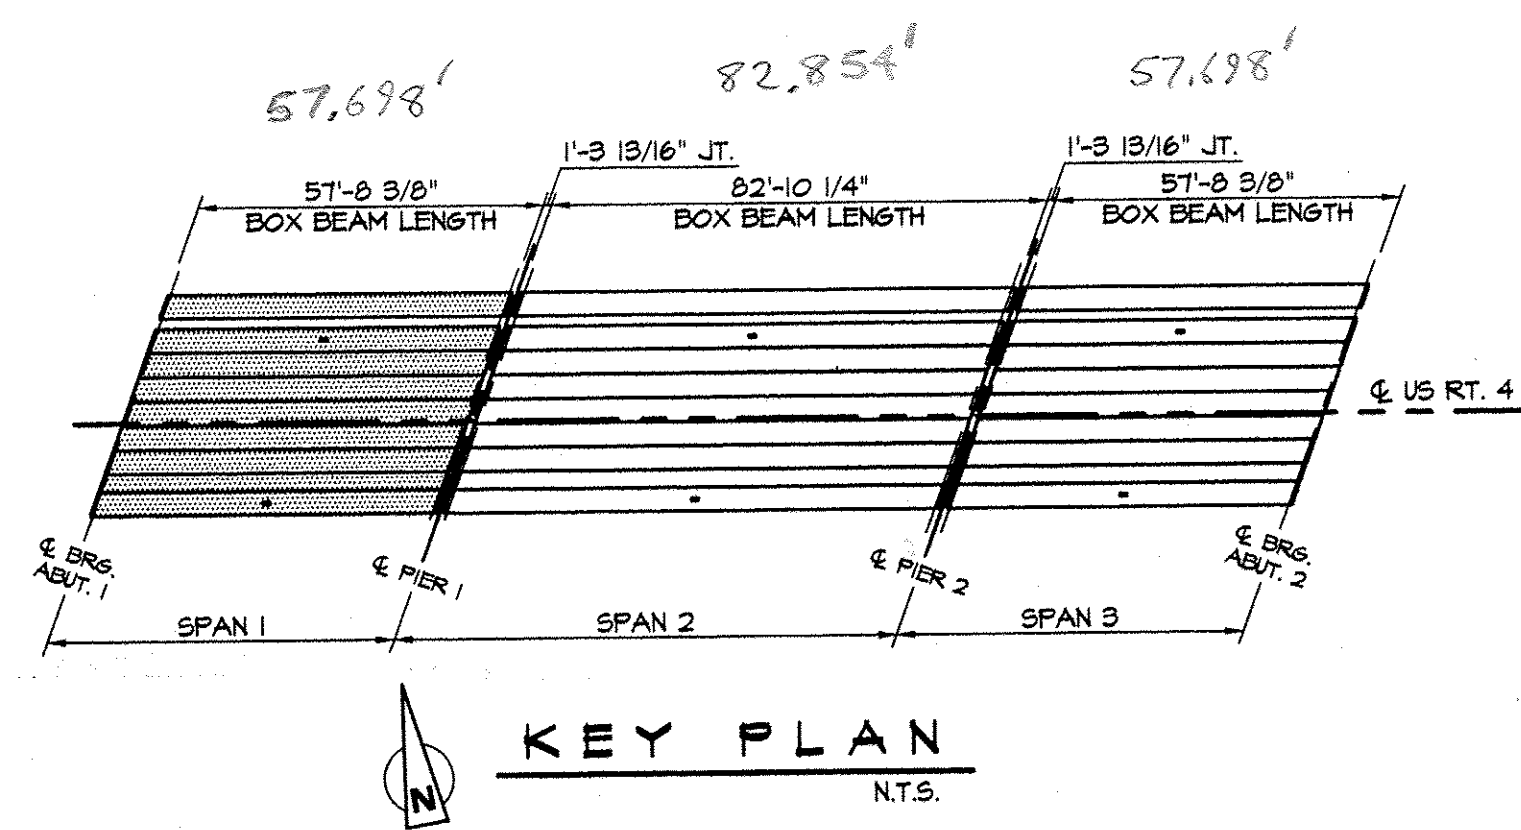 57.698'
82.854'
57.698'
1'-3 13/16" JT.
1'-3 13/16" JT.
57'-8 3/8"
BOX BEAM LENGTH
82'-10 1/4"
BOX BEAM LENGTH
57'-8 3/8"
BOX BEAM LENGTH
℄ US RT. 4
℄ BRG.
ABUT. 1
℄ PIER 1
℄ PIER 2
℄ BRG.
ABUT. 2
SPAN 1
SPAN 2
SPAN 3
N
KEY PLAN
N.T.S.